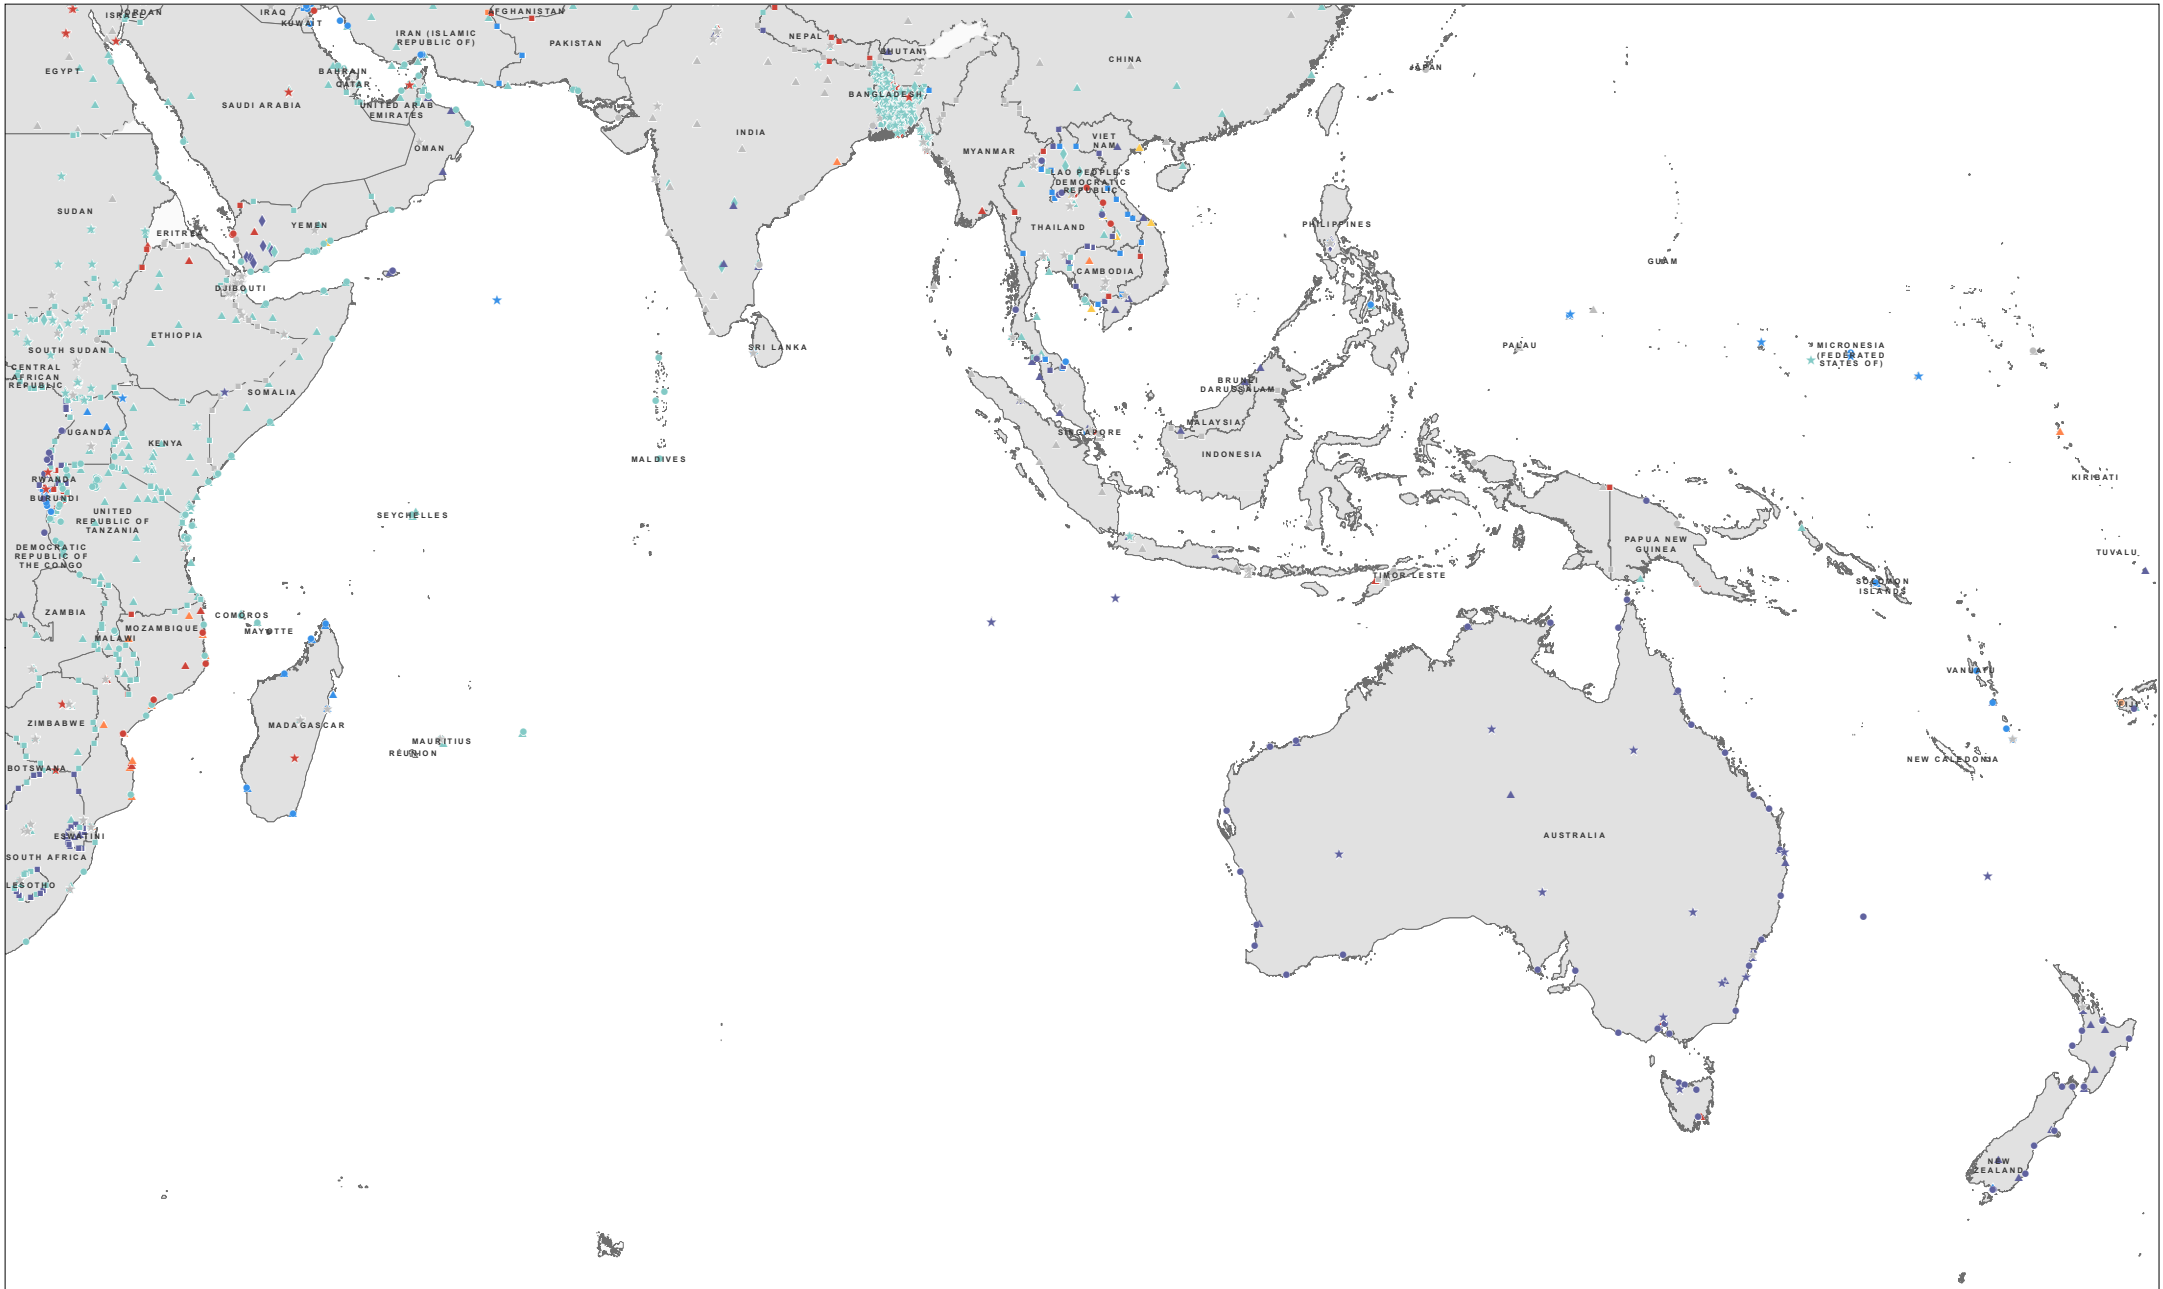 JORDAN
ISRAEL
IRAQ
KUWAIT
AFGHANISTAN
IRAN (ISLAMIC
REPUBLIC OF)
PAKISTAN
NEPAL
BHUTAN
CHINA
JAPAN
EGYPT
BAHRAIN
QATAR
SAUDI ARABIA
UNITED ARAB
EMIRATES
BANGLADESH
INDIA
OMAN
MYANMAR
VIET
NAM
LAO PEOPLE'S
DEMOCRATIC
REPUBLIC
SUDAN
ERITREA
YEMEN
THAILAND
PHILIPPINES
GUAM
CAMBODIA
DJIBOUTI
ETHIOPIA
SOUTH SUDAN
SRI LANKA
PALAU
MICRONESIA
(FEDERATED
STATES OF)
CENTRAL
AFRICAN
REPUBLIC
SOMALIA
BRUNEI
DARUSSALAM
UGANDA
KENYA
MALAYSIA
SINGAPORE
INDONESIA
MALDIVES
RWANDA
BURUNDI
KIRIBATI
UNITED
REPUBLIC OF
TANZANIA
SEYCHELLES
DEMOCRATIC
REPUBLIC OF
THE CONGO
PAPUA NEW
GUINEA
TUVALU
TIMOR-LESTE
SOLOMON
ISLANDS
ZAMBIA
COMOROS
MAYOTTE
MOZAMBIQUE
MALAWI
VANUATU
FIJI
ZIMBABWE
MADAGASCAR
MAURITIUS
RÉUNION
NEW CALEDONIA
BOTSWANA
ESWATINI
AUSTRALIA
SOUTH AFRICA
LESOTHO
NEW
ZEALAND